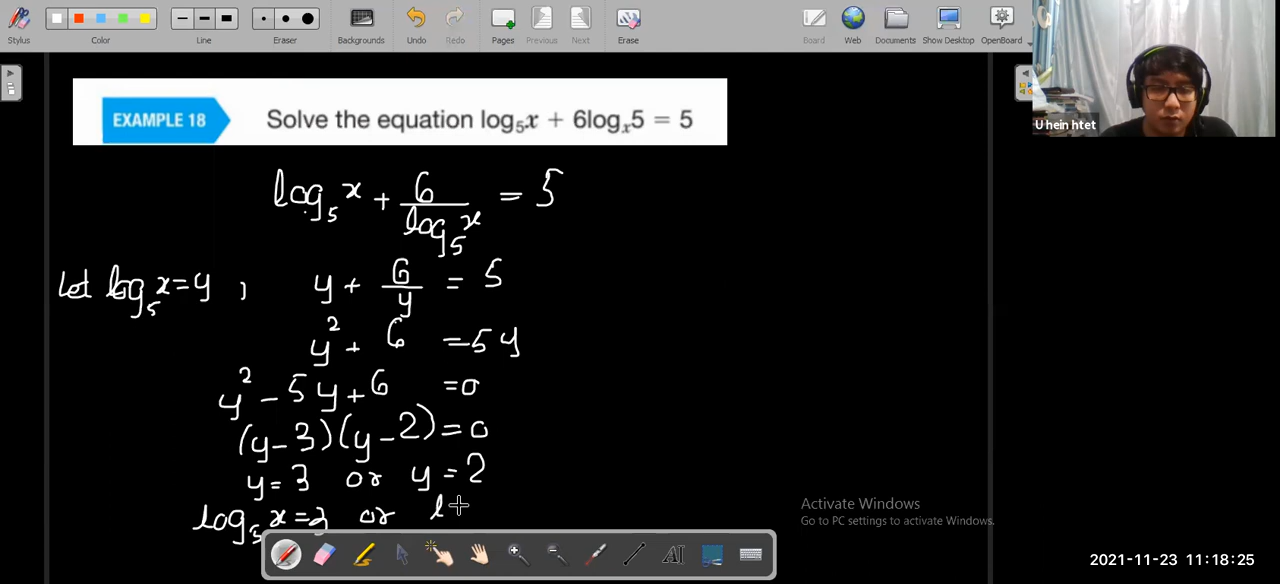 Stylus Color Line Eraser Backgrounds Undo Redo Pages Previous Next Erase Board Web Documents Show Desktop OpenBoard
U hein htet
EXAMPLE 18 Solve the equation log₅x + 6logₓ5 = 5
log₅ x + 6/log₅ x = 5
Let log₅ x = y , y + 6/y = 5
y² + 6 = 5y
y² - 5y + 6 = 0
(y - 3)(y - 2) = 0
y = 3 or y = 2
log₅ x = 3 or l
Activate Windows
Go to PC settings to activate Windows.
2021-11-23 11:18:25